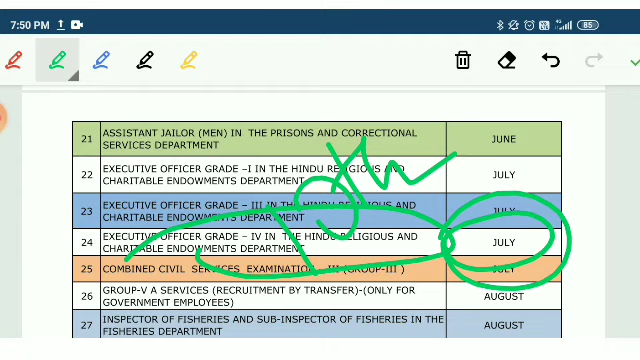 7:50 PM
85
21 ASSISTANT JAILOR (MEN) IN THE PRISONS AND CORRECTIONAL JUNE
SERVICES DEPARTMENT
22 EXECUTIVE OFFICER GRADE –I IN THE HINDU RELIGIOUS AND JULY
CHARITABLE ENDOWMENTS DEPARTMENT
23 EXECUTIVE OFFICER GRADE – III IN THE HINDU RELIGIOUS AND JULY
CHARITABLE ENDOWMENTS DEPARTMENT
24 EXECUTIVE OFFICER GRADE – IV IN THE HINDU RELIGIOUS AND JULY
CHARITABLE ENDOWMENTS DEPARTMENT
25 COMBINED CIVIL SERVICES EXAMINATION – III (GROUP-III ) JULY
26 GROUP-V A SERVICES (RECRUITMENT BY TRANSFER)-(ONLY FOR AUGUST
GOVERNMENT EMPLOYEES)
27 INSPECTOR OF FISHERIES AND SUB-INSPECTOR OF FISHERIES IN THE AUGUST
FISHERIES DEPARTMENT